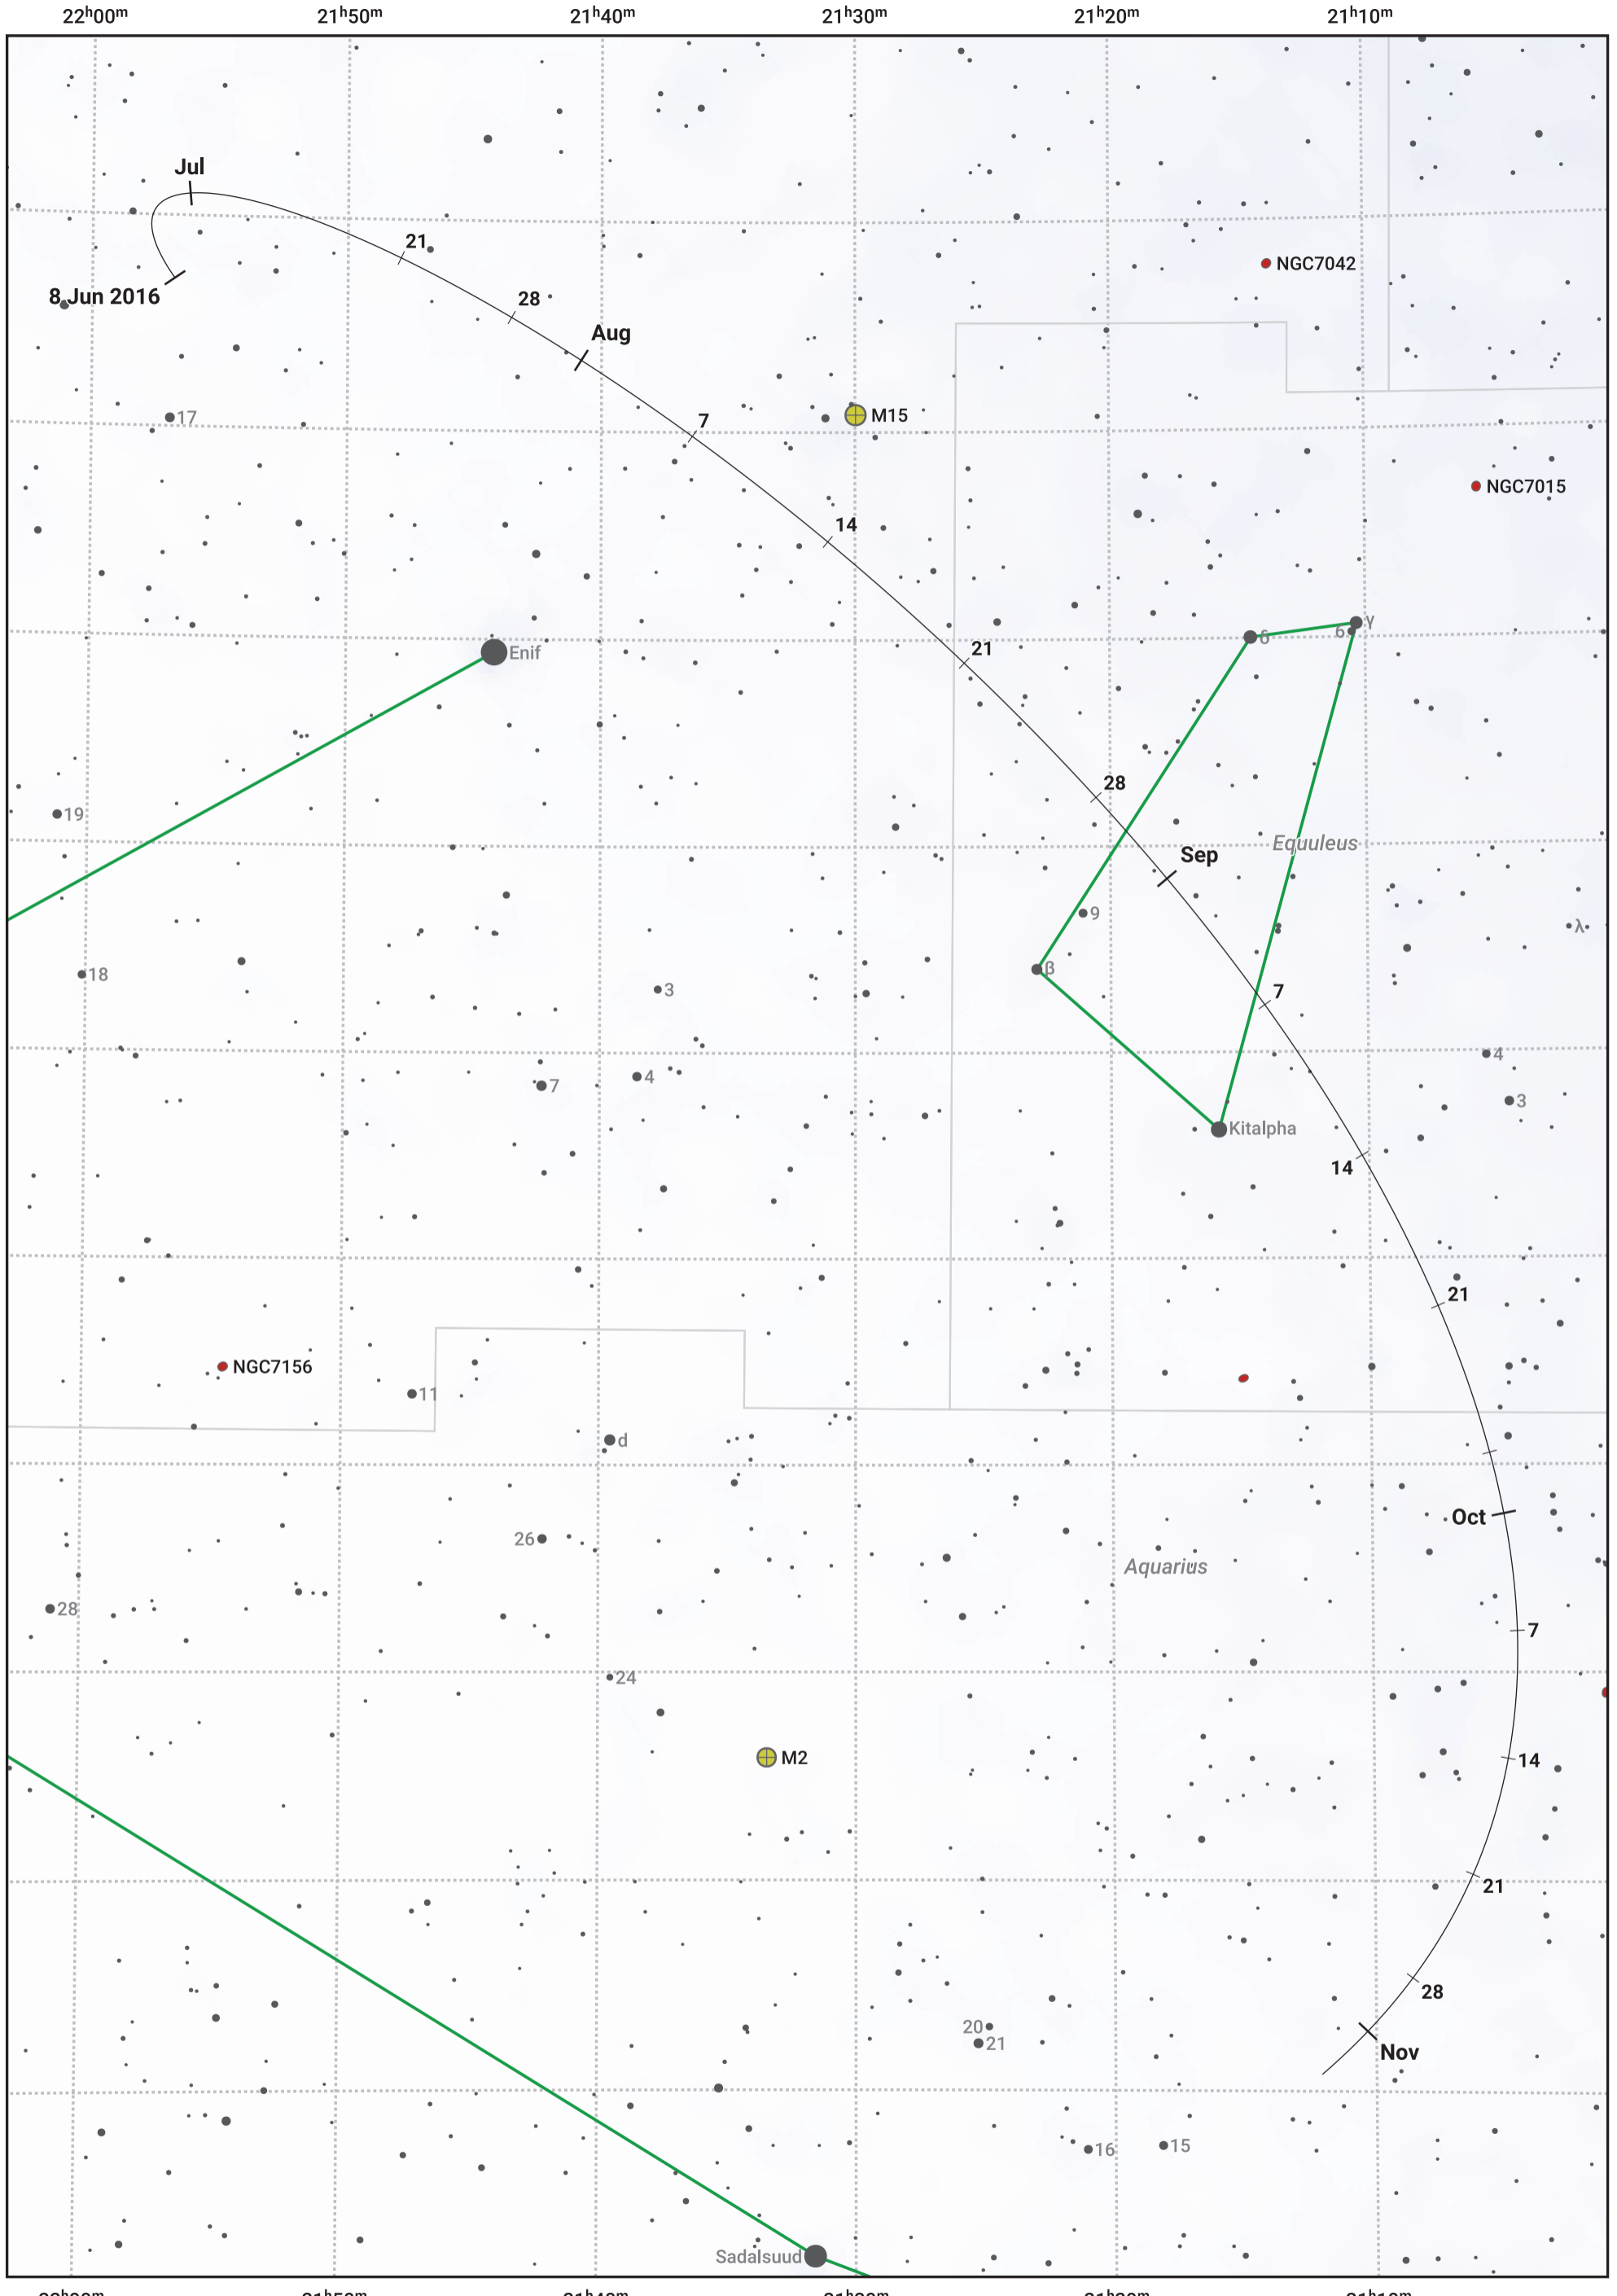 22ʰ00ᵐ 21ʰ50ᵐ 21ʰ40ᵐ 21ʰ30ᵐ 21ʰ20ᵐ 21ʰ10ᵐ
Jul
21
NGC7042
8 Jun 2016
28
Aug
17
7
M15
NGC7015
14
δ
6
γ
Enif
21
28
19
Equuleus
Sep
9
λ
β
18
3
7
4
7
4
3
Kitalpha
14
21
NGC7156
11
d
Oct
26
Aquarius
28
7
24
M2
14
21
28
20
21
Nov
16
15
Sadalsuud